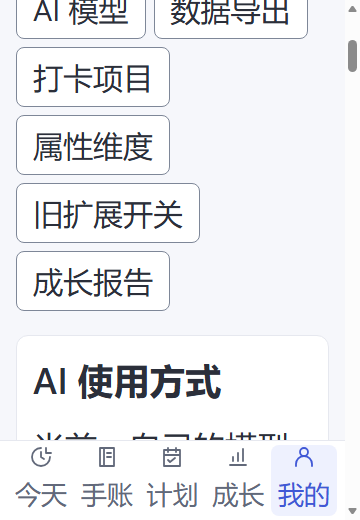 AI 模型 数据导出
打卡项目
属性维度
旧扩展开关
成长报告
AI 使用方式
今天 手账 计划 成长 我的